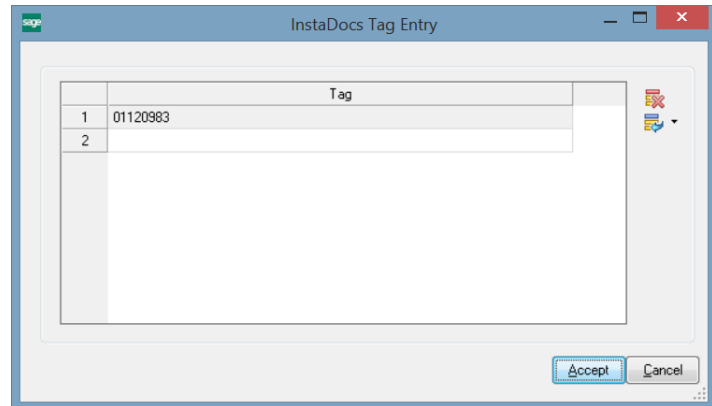 sage
InstaDocs Tag Entry
Tag
1 01120983
2
Accept Cancel